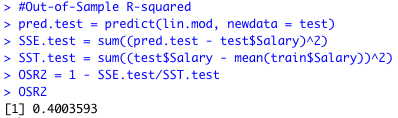 > #Out-of-Sample R-squared
> pred.test = predict(lin.mod, newdata = test)
> SSE.test = sum((pred.test - test$Salary)^2)
> SST.test = sum((test$Salary - mean(train$Salary))^2)
> OSR2 = 1 - SSE.test/SST.test
> OSR2
[1] 0.4003593